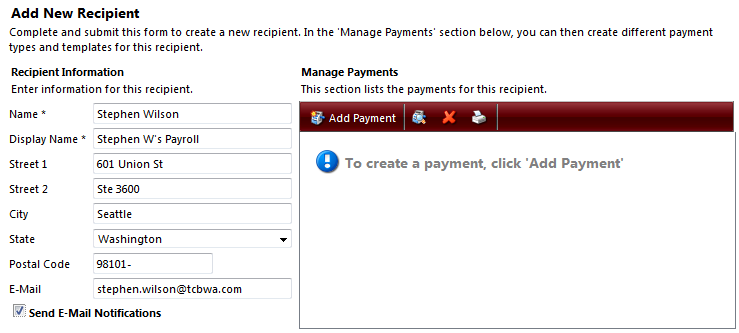 Add New Recipient
Complete and submit this form to create a new recipient. In the 'Manage Payments' section below, you can then create different payment
types and templates for this recipient.
Recipient Information
Enter information for this recipient.
Name * Stephen Wilson
Display Name * Stephen W's Payroll
Street 1 601 Union St
Street 2 Ste 3600
City Seattle
State Washington
Postal Code 98101-
E-Mail stephen.wilson@tcbwa.com
Send E-Mail Notifications
Manage Payments
This section lists the payments for this recipient.
Add Payment
To create a payment, click 'Add Payment'